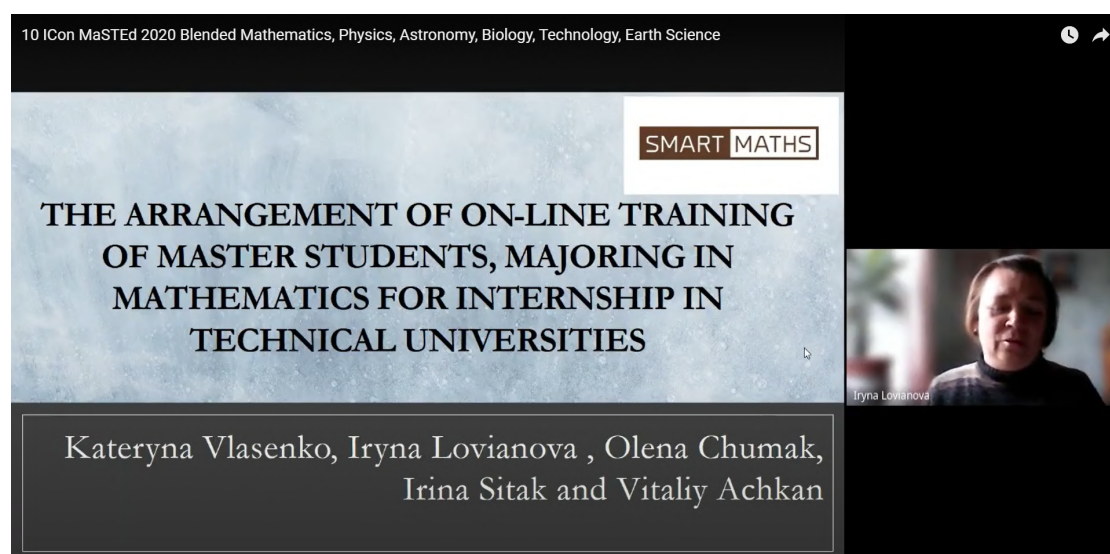 10 ICon MaSTEd 2020 Blended Mathematics, Physics, Astronomy, Biology, Technology, Earth Science
SMART MATHS
THE ARRANGEMENT OF ON-LINE TRAINING
OF MASTER STUDENTS, MAJORING IN
MATHEMATICS FOR INTERNSHIP IN
TECHNICAL UNIVERSITIES
Iryna Lovianova
Kateryna Vlasenko, Iryna Lovianova , Olena Chumak,
Irina Sitak and Vitaliy Achkan